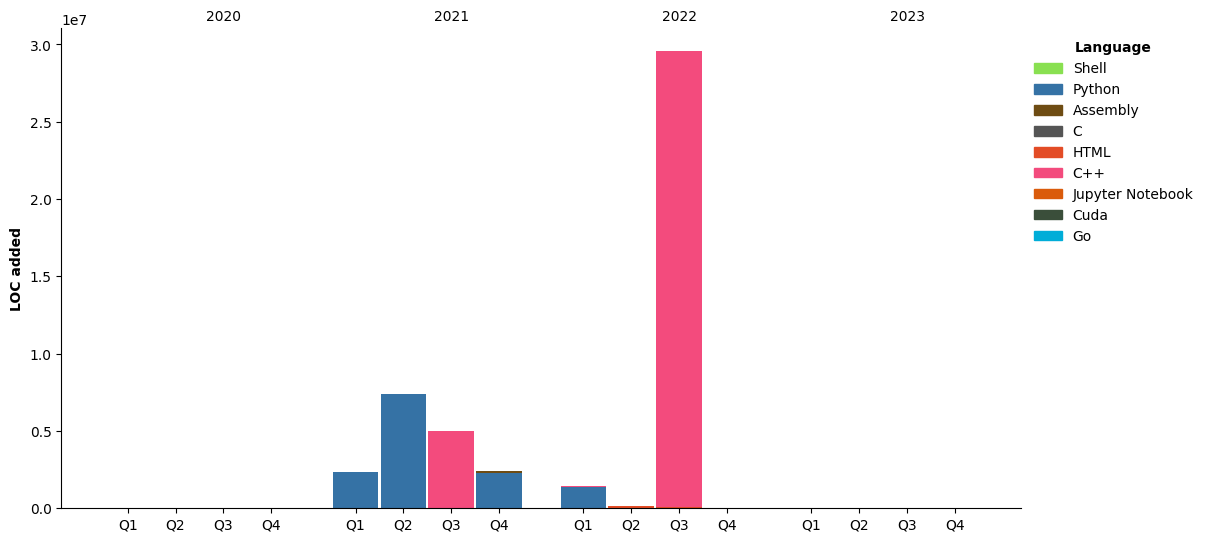 1e7
2020 2021 2022 2023
3.0
2.5
2.0
1.5
1.0
0.5
0.0
LOC added
Q1 Q2 Q3 Q4 Q1 Q2 Q3 Q4 Q1 Q2 Q3 Q4 Q1 Q2 Q3 Q4
Language
Shell
Python
Assembly
C
HTML
C++
Jupyter Notebook
Cuda
Go